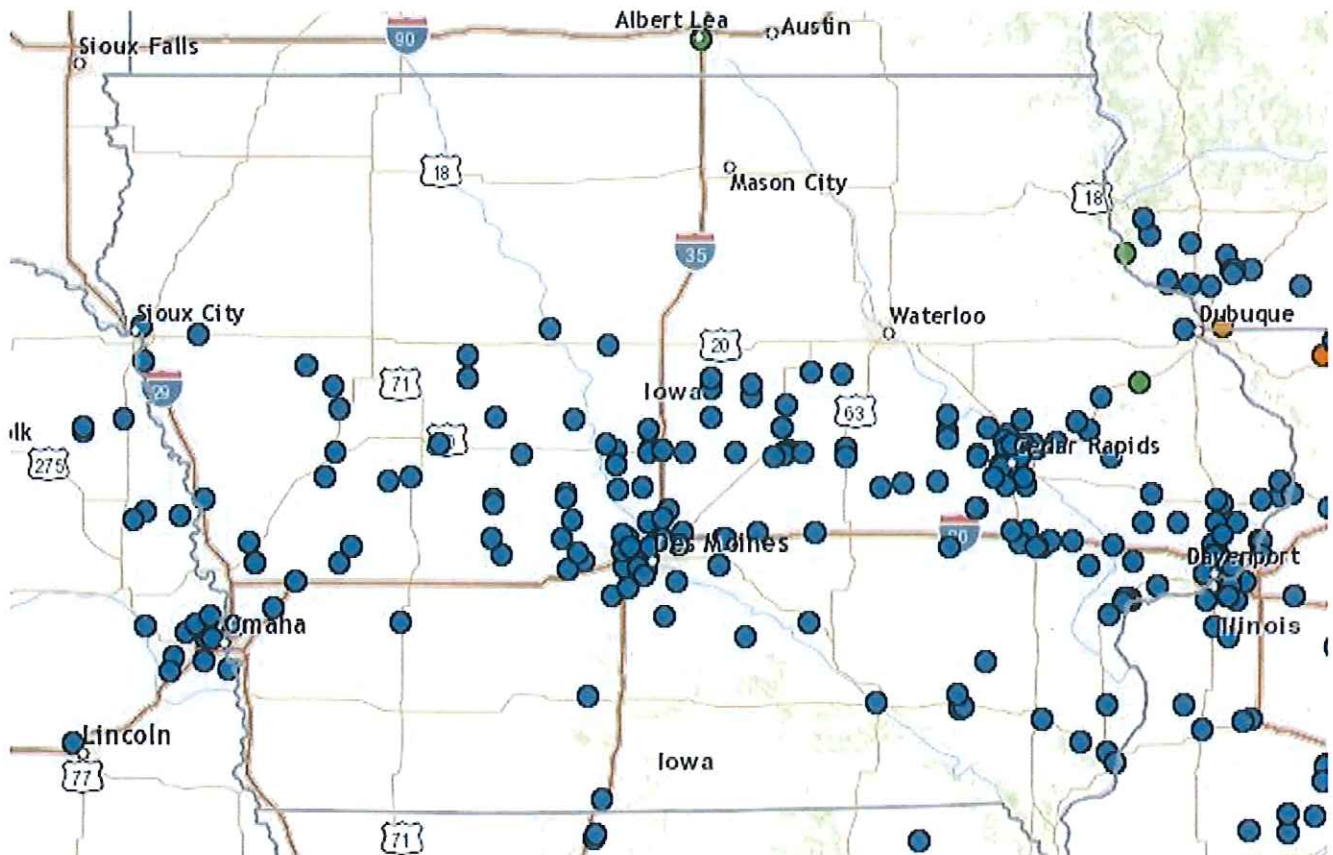 Albert Lea
Austin
Sioux Falls
90
18
Mason City
18
35
Sioux City
Waterloo
Dubuque
20
29
71
Iowa
63
olk
Cedar Rapids
275
Des Moines
80
Davenport
Omaha
Illinois
Lincoln
Iowa
77
71